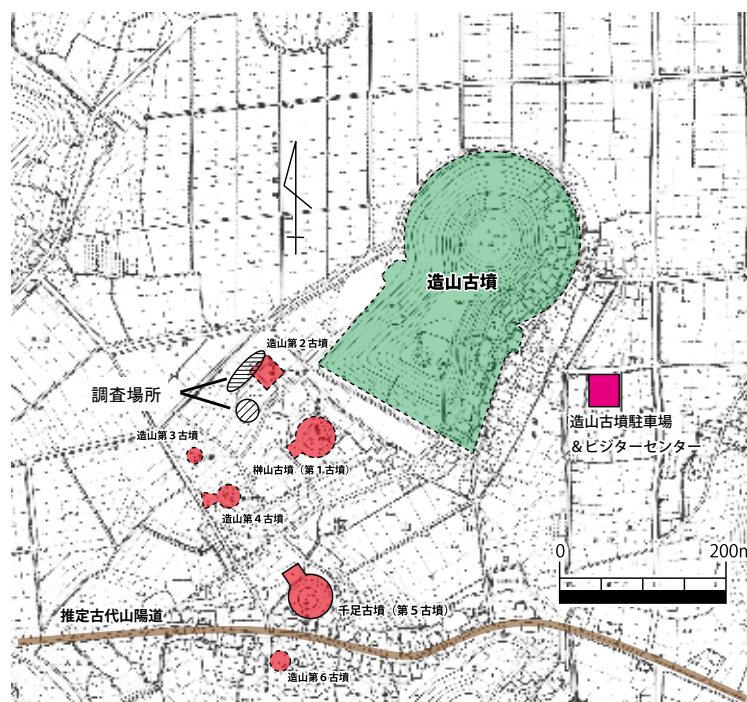 造山古墳
造山第２古墳
調査場所
造山第３古墳
榊山古墳（第１古墳）
造山第４古墳
造山古墳駐車場
＆ビジターセンター
0
200m
千足古墳（第５古墳）
推定古代山陽道
造山第６古墳